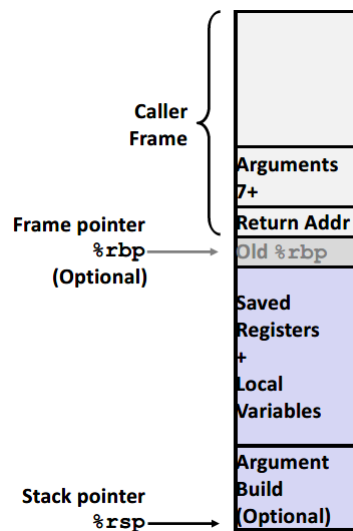 Caller
Frame
Arguments
7+
Return Addr
Frame pointer
%rbp
(Optional)
Old %rbp
Saved
Registers
+
Local
Variables
Argument
Build
(Optional)
Stack pointer
%rsp